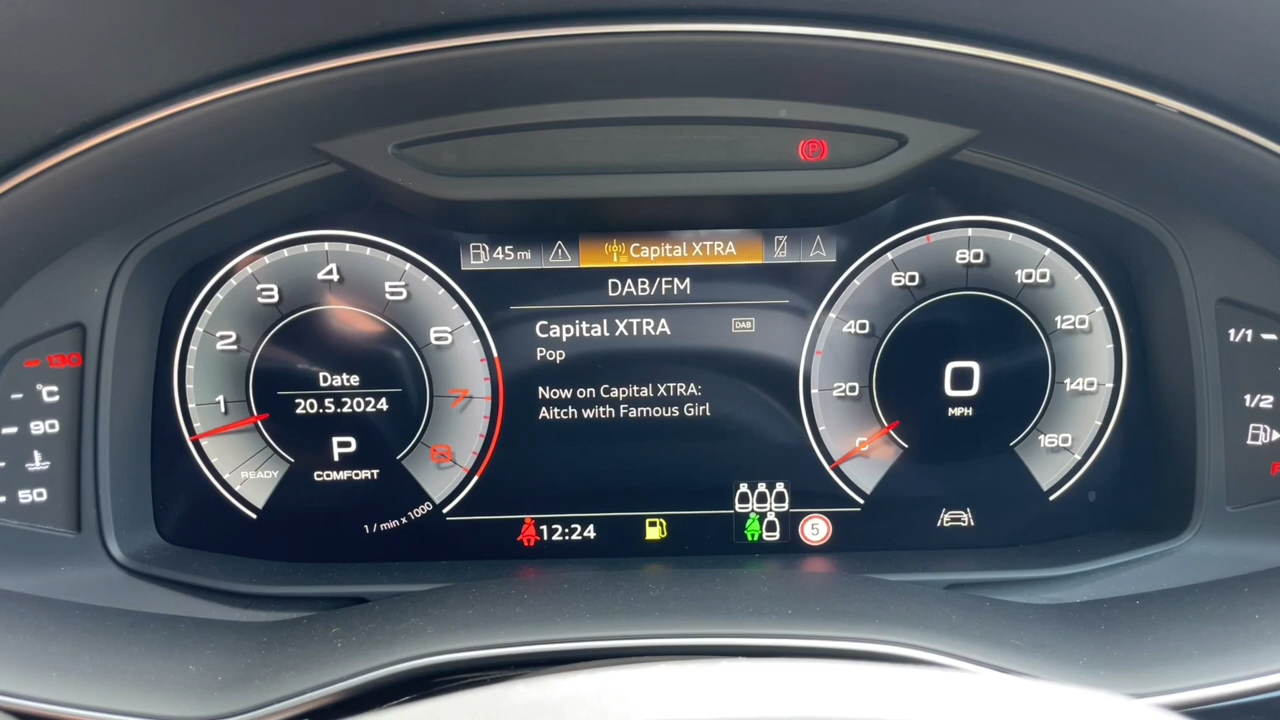 P
45 mi
Capital XTRA
DAB/FM
Capital XTRA
DAB
Pop
Now on Capital XTRA:
Aitch with Famous Girl
1
2
3
4
5
6
7
8
Date
20.5.2024
P
COMFORT
READY
1 / min x 1000
0
20
40
60
80
100
120
140
160
0
MPH
12:24
5
130
°C
90
50
1/1
1/2